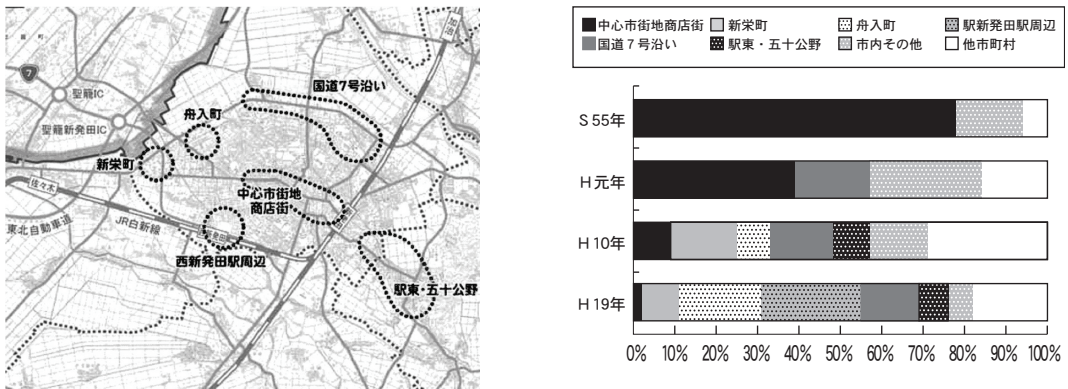 加治
7
聖籠IC
国道7号沿い
舟入町
聖籠新発田IC
新栄町
佐々木
中心市街地
商店街
東北自動車道
JR白新線
西新発田駅周辺
駅東・五十公野
中心市街地商店街
新栄町
舟入町
駅新発田駅周辺
国道7号沿い
駅東・五十公野
市内その他
他市町村
S 55年
H 元年
H 10年
H 19年
0% 10% 20% 30% 40% 50% 60% 70% 80% 90% 100%